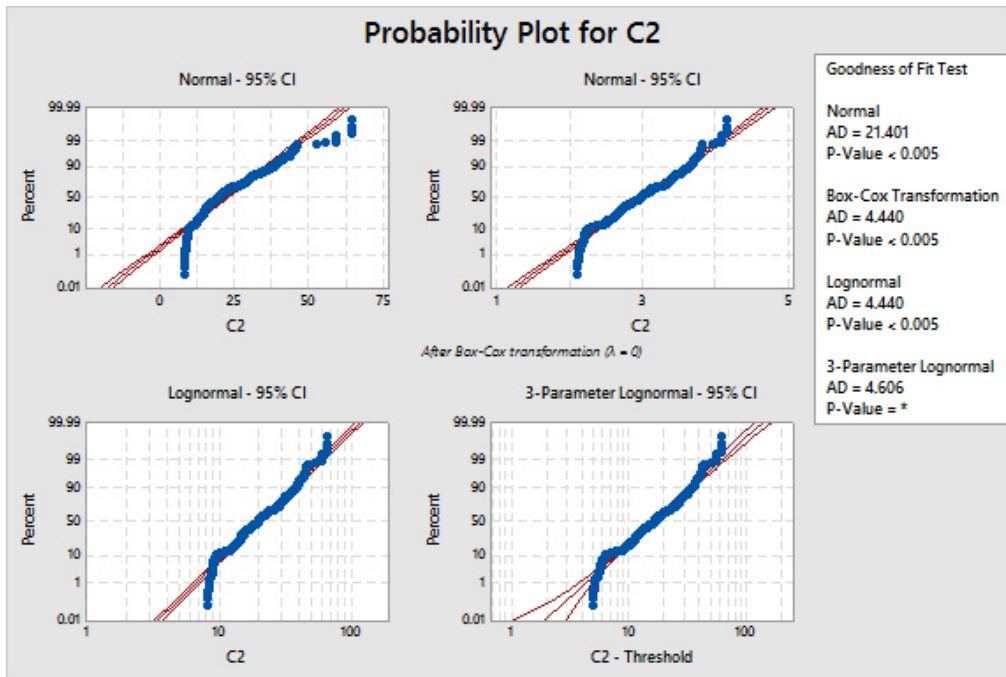 Probability Plot for C2
Normal - 95% CI
99.99
99
90
50
10
1
0.01
Percent
0
25
50
75
C2
Normal - 95% CI
99.99
99
90
50
10
1
0.01
Percent
1
3
5
C2
After Box-Cox transformation (λ = 0)
Lognormal - 95% CI
99.99
99
90
50
10
1
0.01
Percent
1
10
100
C2
3-Parameter Lognormal - 95% CI
99.99
99
90
50
10
1
0.01
Percent
1
10
100
C2 - Threshold
Goodness of Fit Test
Normal
AD = 21.401
P-Value < 0.005
Box-Cox Transformation
AD = 4.440
P-Value < 0.005
Lognormal
AD = 4.440
P-Value < 0.005
3-Parameter Lognormal
AD = 4.606
P-Value = *